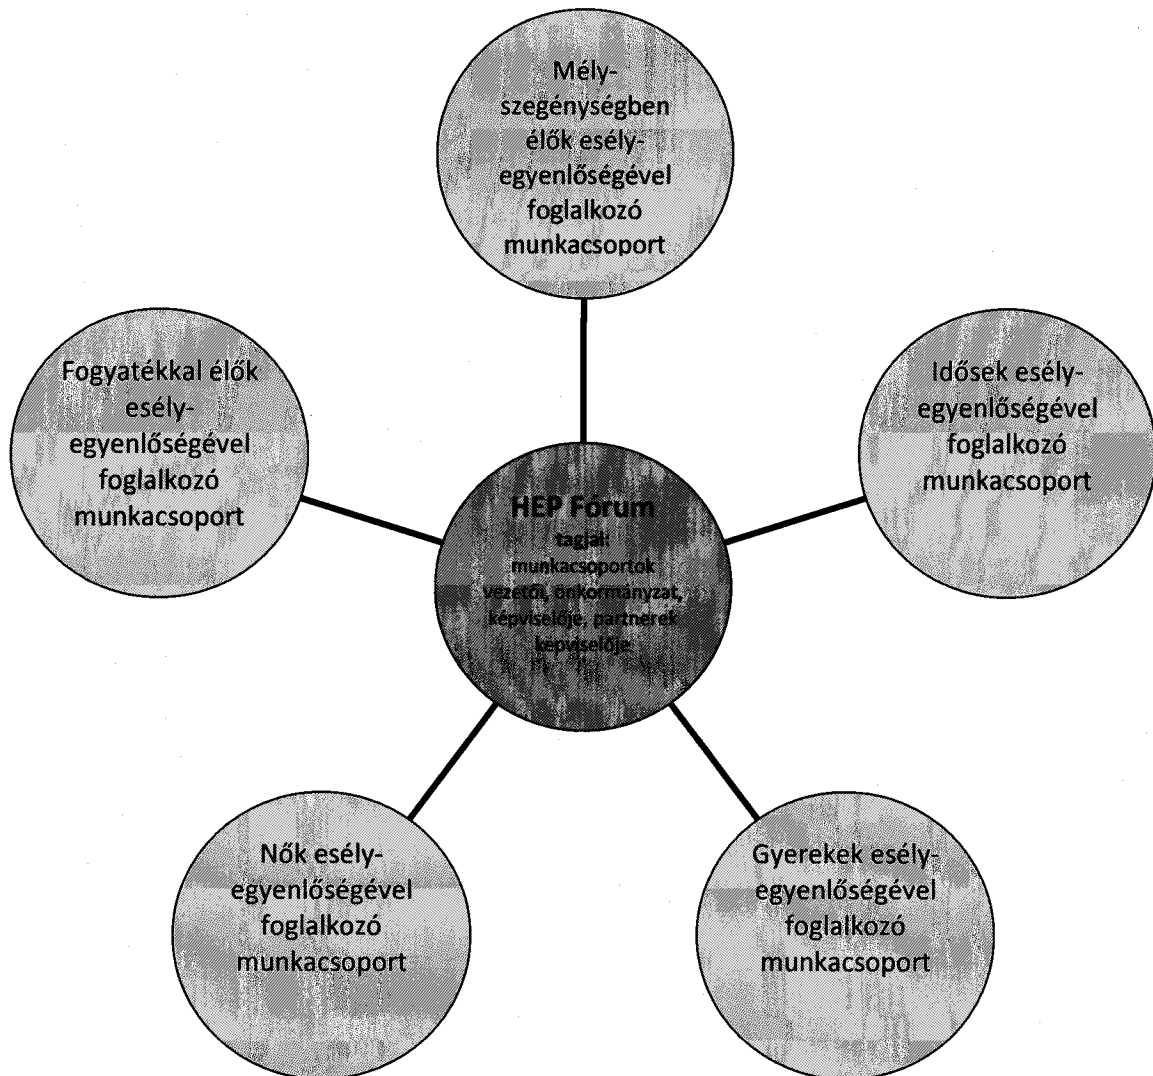 Mély-
szegénységben
élők esély-
egyenlőségével
foglalkozó
munkacsoport
Fogyatékkal élők
esély-
egyenlőségével
foglalkozó
munkacsoport
Idősek esély-
egyenlőségével
foglalkozó
munkacsoport
HEP Fórum
tagjai:
munkacsoportok
vezetői, önkormányzat,
képviselője, partnerek
képviselője
Nők esély-
egyenlőségével
foglalkozó
munkacsoport
Gyerekek esély-
egyenlőségével
foglalkozó
munkacsoport